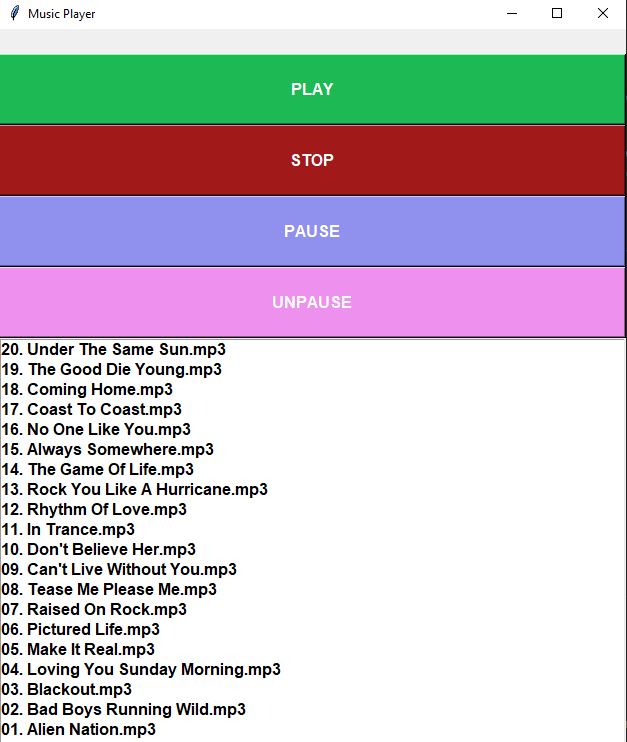 Music Player
PLAY
STOP
PAUSE
UNPAUSE
20. Under The Same Sun.mp3
19. The Good Die Young.mp3
18. Coming Home.mp3
17. Coast To Coast.mp3
16. No One Like You.mp3
15. Always Somewhere.mp3
14. The Game Of Life.mp3
13. Rock You Like A Hurricane.mp3
12. Rhythm Of Love.mp3
11. In Trance.mp3
10. Don't Believe Her.mp3
09. Can't Live Without You.mp3
08. Tease Me Please Me.mp3
07. Raised On Rock.mp3
06. Pictured Life.mp3
05. Make It Real.mp3
04. Loving You Sunday Morning.mp3
03. Blackout.mp3
02. Bad Boys Running Wild.mp3
01. Alien Nation.mp3